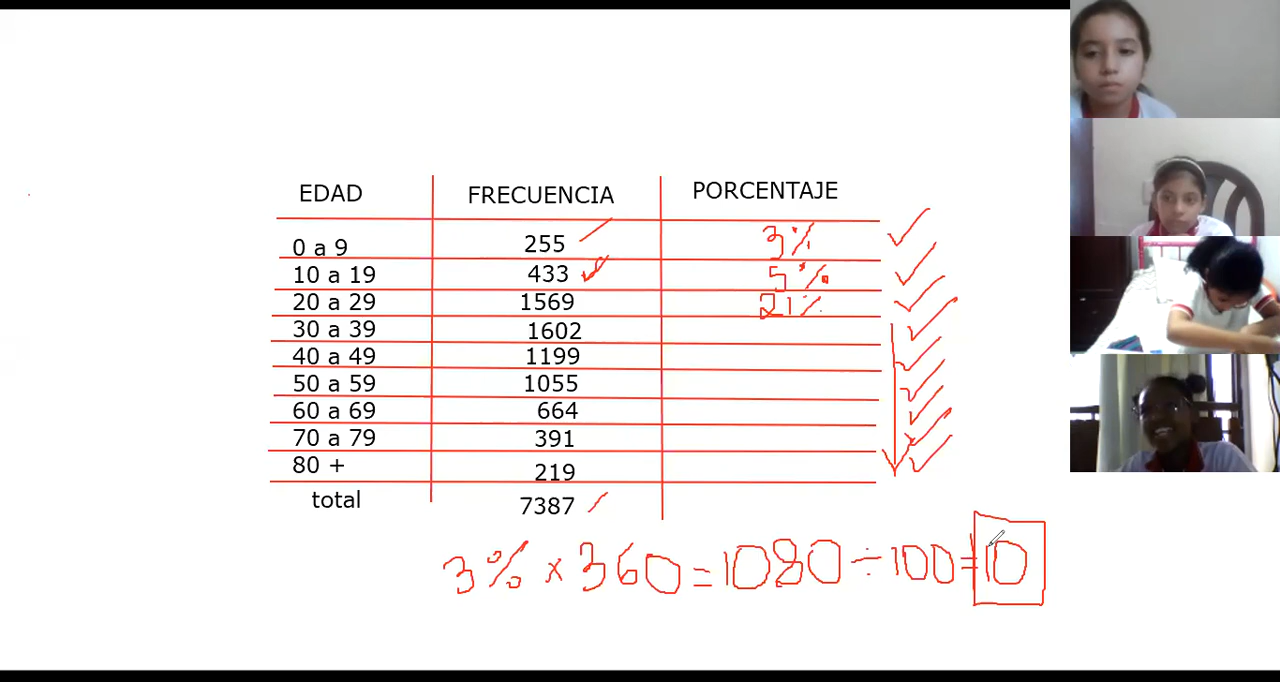 EDAD FRECUENCIA PORCENTAJE
0 a 9 255 3%
10 a 19 433 5%
20 a 29 1569 21%
30 a 39 1602
40 a 49 1199
50 a 59 1055
60 a 69 664
70 a 79 391
80 + 219
total 7387
3% x 360 = 1080 ÷ 100 = 10